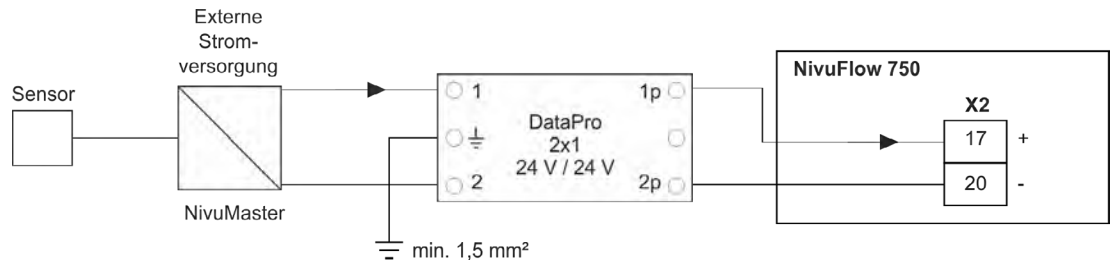 Externe
Strom-
versorgung
Sensor
NivuMaster
1
2
DataPro
2x1
24 V / 24 V
1p
2p
min. 1,5 mm²
NivuFlow 750
X2
17 +
20 -